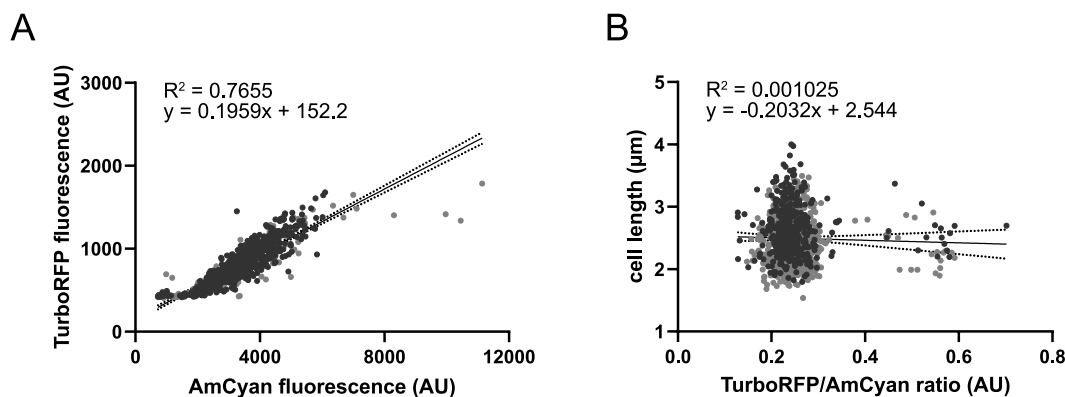 A
TurboRFP fluorescence (AU)
3000
2000
1000
0
R² = 0.7655
y = 0.1959x + 152.2
0 4000 8000 12000
AmCyan fluorescence (AU)
B
cell length (µm)
5
4
3
2
1
R² = 0.001025
y = -0.2032x + 2.544
0.0 0.2 0.4 0.6 0.8
TurboRFP/AmCyan ratio (AU)